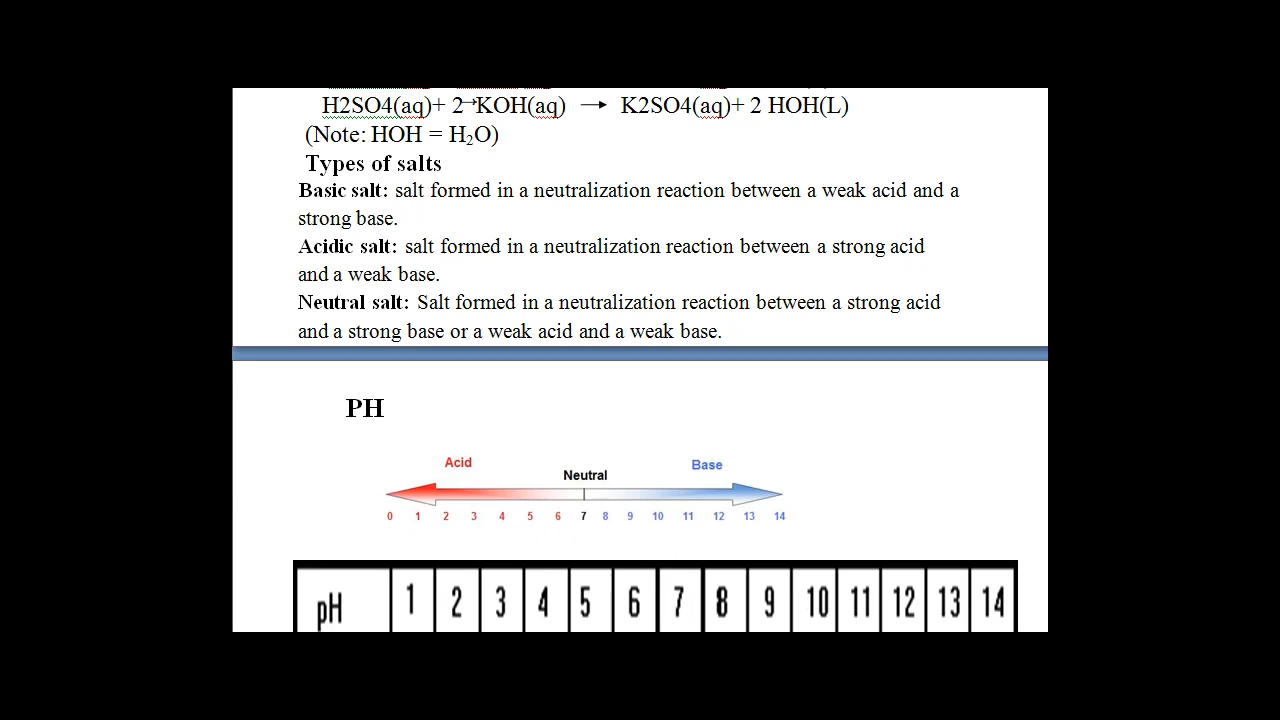 H2SO4(aq)+ 2→KOH(aq) → K2SO4(aq)+ 2 HOH(L)
(Note: HOH = H₂O)
Types of salts
Basic salt: salt formed in a neutralization reaction between a weak acid and a
strong base.
Acidic salt: salt formed in a neutralization reaction between a strong acid
and a weak base.
Neutral salt: Salt formed in a neutralization reaction between a strong acid
and a strong base or a weak acid and a weak base.
PH
Acid Neutral Base
0 1 2 3 4 5 6 7 8 9 10 11 12 13 14
pH 1 2 3 4 5 6 7 8 9 10 11 12 13 14